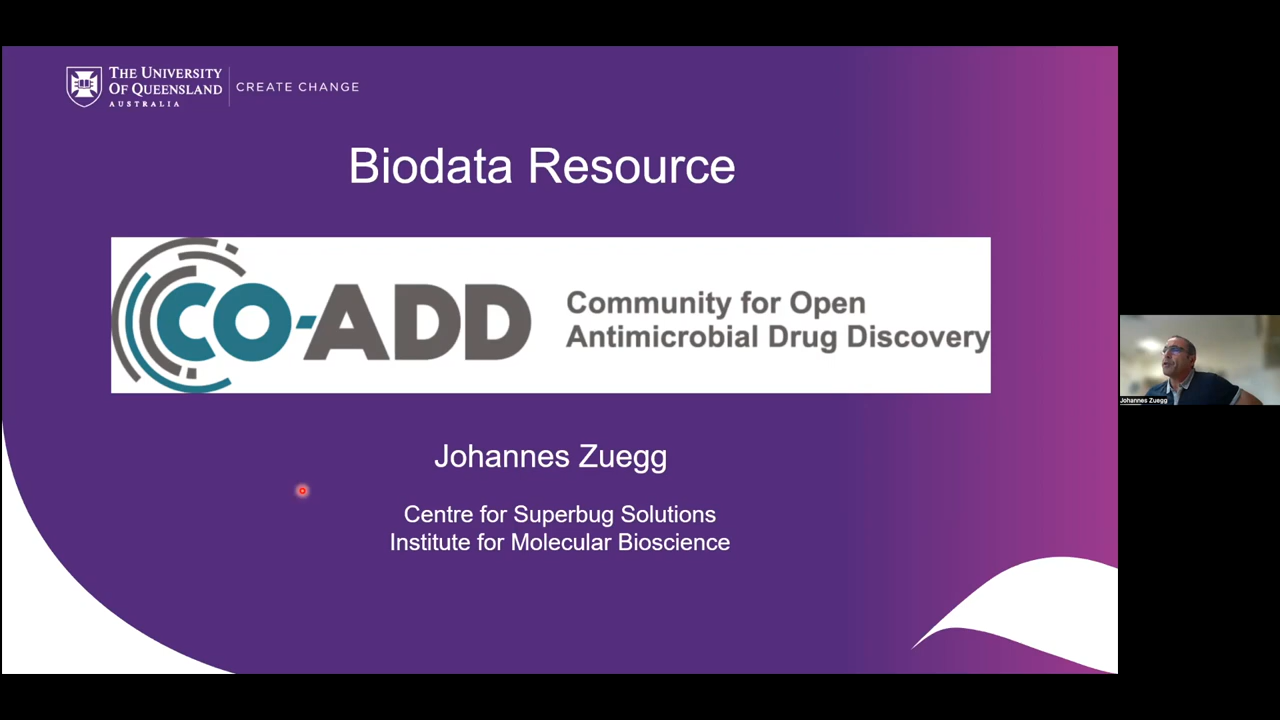 THE UNIVERSITY
OF QUEENSLAND
AUSTRALIA
CREATE CHANGE
Biodata Resource
CO-ADD
Community for Open
Antimicrobial Drug Discovery
Johannes Zuegg
Centre for Superbug Solutions
Institute for Molecular Bioscience
Johannes Zuegg